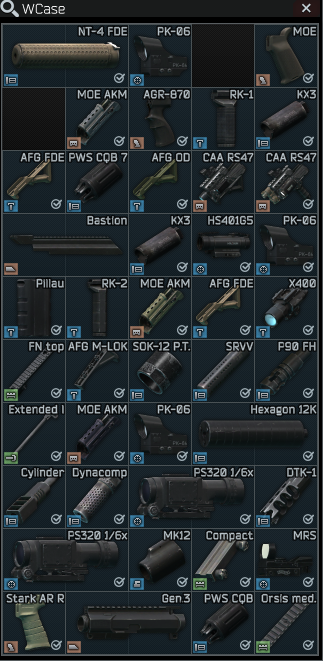 WCase
NT-4 FDE PK-06 MOE
MOE AKM AGR-870 RK-1 KX3
AFG FDE PWS CQB 7 AFG OD CAA RS47 CAA RS47
Bastion KX3 HS401G5 PK-06
Pillau RK-2 MOE AKM AFG FDE X400
FN top AFG M-LOK SOK-12 P.T. SRVV P90 FH
Extended l MOE AKM PK-06 Hexagon 12K
Cylinder Dynacomp PS320 1/6x DTK-1
PS320 1/6x MK12 Compact MRS
Stark AR R Gen 3 PWS CQB Orsis med.